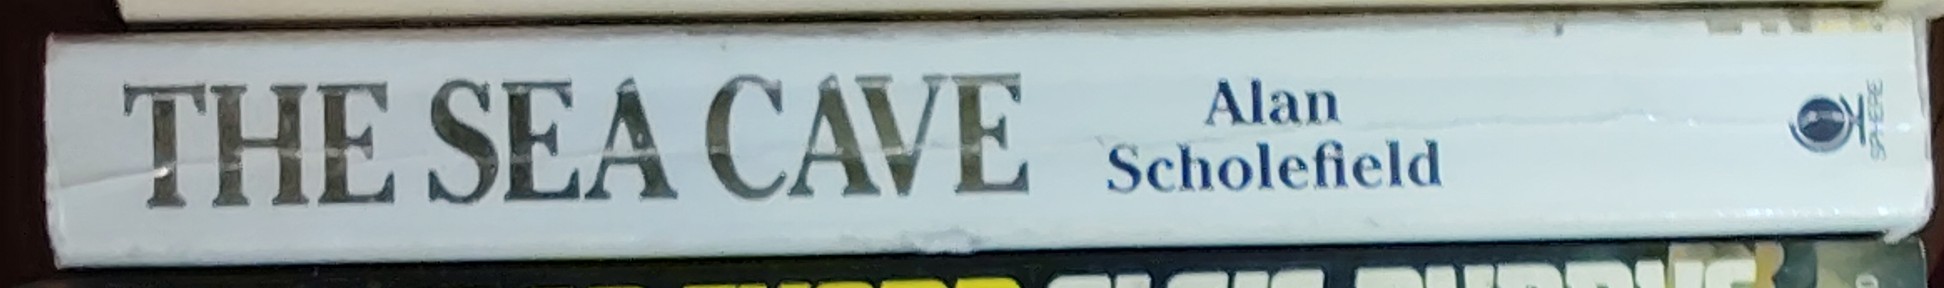 THE SEA CAVE
Alan
Scholefield
SPHERE